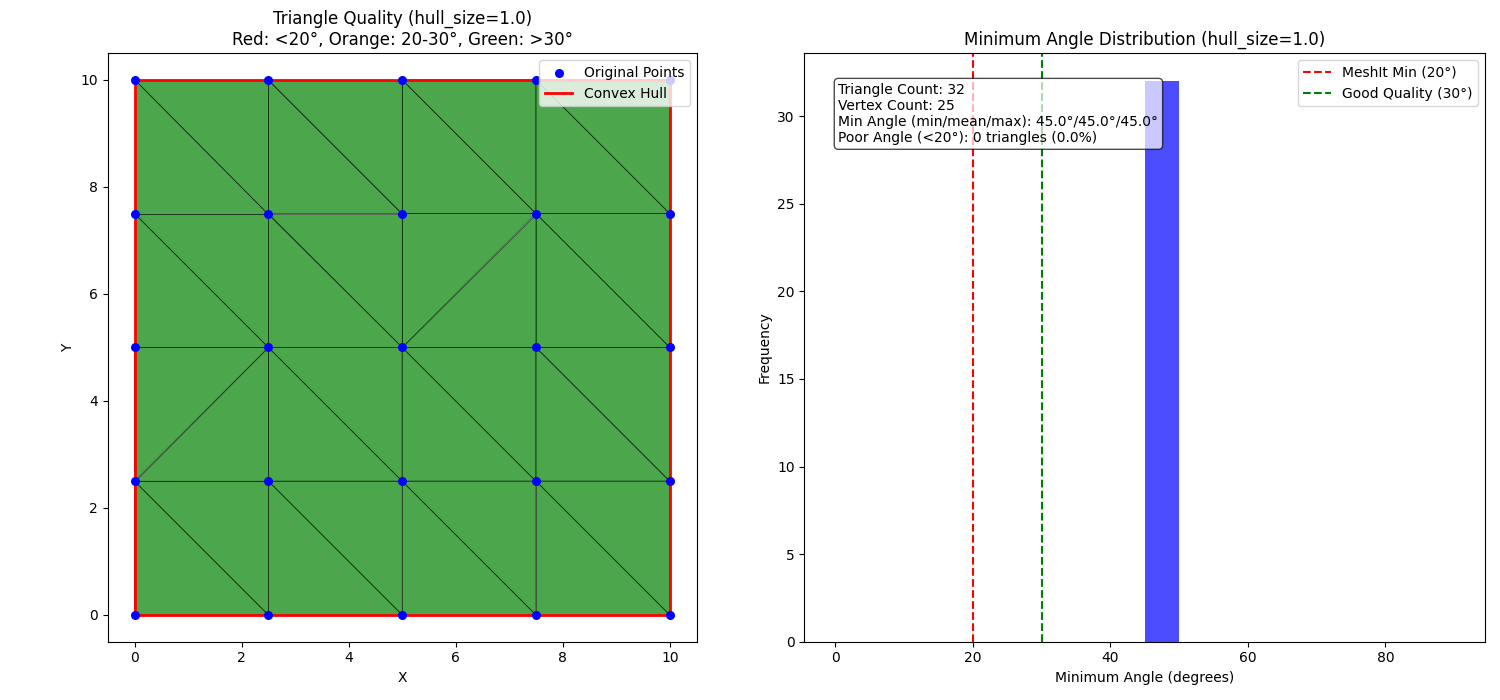 Triangle Quality (hull_size=1.0)
Red: <20°, Orange: 20-30°, Green: >30°
Original Points
Convex Hull
10
8
6
4
2
0
Y
0
2
4
6
8
10
X
Minimum Angle Distribution (hull_size=1.0)
Triangle Count: 32
Vertex Count: 25
Min Angle (min/mean/max): 45.0°/45.0°/45.0°
Poor Angle (<20°): 0 triangles (0.0%)
MeshIt Min (20°)
Good Quality (30°)
30
25
20
15
10
5
0
Frequency
0
20
40
60
80
Minimum Angle (degrees)